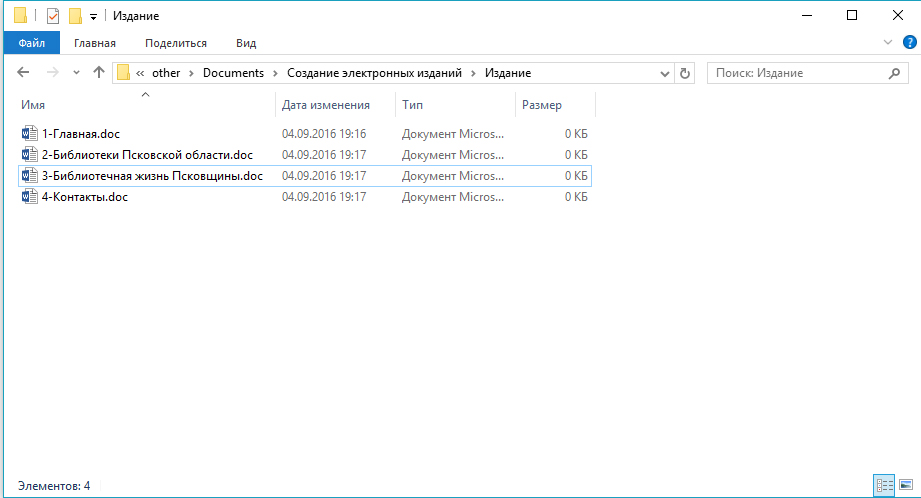 Издание
Файл Главная Поделиться Вид
« other › Documents › Создание электронных изданий › Издание Поиск: Издание
Имя Дата изменения Тип Размер
1-Главная.doc 04.09.2016 19:16 Документ Micros... 0 КБ
2-Библиотеки Псковской области.doc 04.09.2016 19:17 Документ Micros... 0 КБ
3-Библиотечная жизнь Псковщины.doc 04.09.2016 19:17 Документ Micros... 0 КБ
4-Контакты.doc 04.09.2016 19:17 Документ Micros... 0 КБ
Элементов: 4